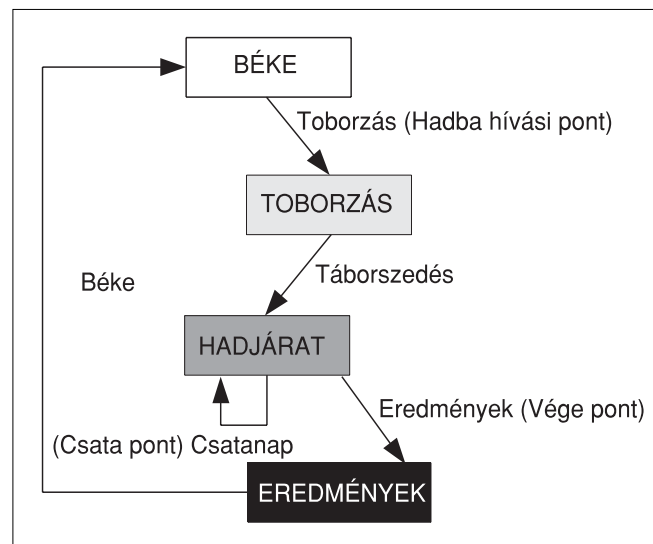 BÉKE
Toborzás (Hadba hívási pont)
TOBORZÁS
Táborszedés
Béke
HADJÁRAT
Eredmények (Vége pont)
(Csata pont) Csatanap
EREDMÉNYEK